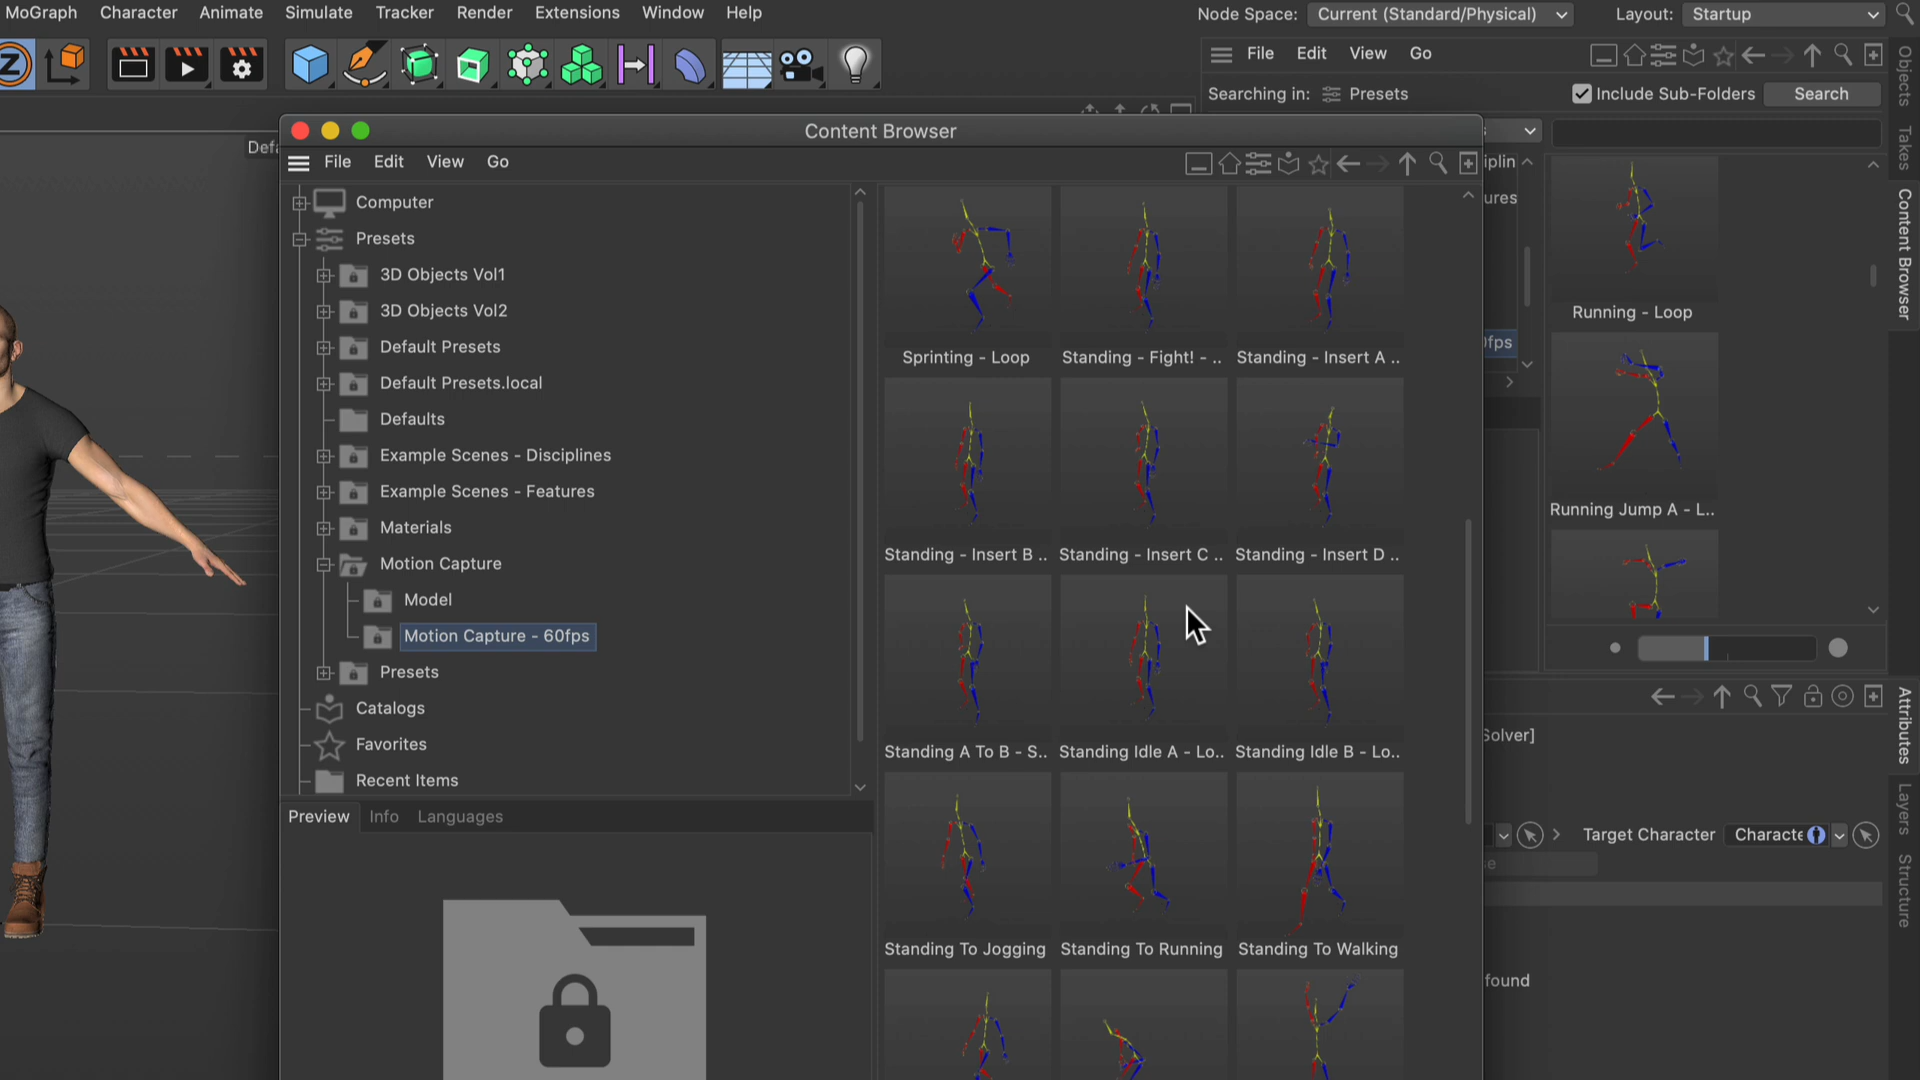 MoGraph Character Animate Simulate Tracker Render Extensions Window Help
Node Space: Current (Standard/Physical)
Layout: Startup
File Edit View Go
Searching in: Presets
Include Sub-Folders
Search
Content Browser
File Edit View Go
Computer
Presets
3D Objects Vol1
3D Objects Vol2
Default Presets
Default Presets.local
Defaults
Example Scenes - Disciplines
Example Scenes - Features
Materials
Motion Capture
Model
Motion Capture - 60fps
Presets
Catalogs
Favorites
Recent Items
Preview Info Languages
Sprinting - Loop
Standing - Fight! - ..
Standing - Insert A ..
Standing - Insert B ..
Standing - Insert C ..
Standing - Insert D ..
Standing A To B - S..
Standing Idle A - Lo..
Standing Idle B - Lo..
Standing To Jogging
Standing To Running
Standing To Walking
Running - Loop
Running Jump A - L..
Solver]
Target Character
found
Objects
Takes
Content Browser
Attributes
Layers
Structure